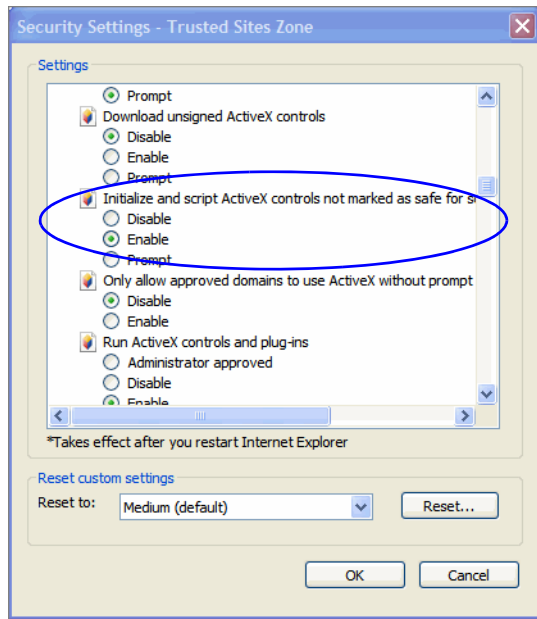 Security Settings - Trusted Sites Zone
Settings
Prompt
Download unsigned ActiveX controls
Disable
Enable
Prompt
Initialize and script ActiveX controls not marked as safe for
Disable
Enable
Prompt
Only allow approved domains to use ActiveX without prompt
Disable
Enable
Run ActiveX controls and plug-ins
Administrator approved
Disable
Enable
*Takes effect after you restart Internet Explorer
Reset custom settings
Reset to: Medium (default) Reset...
OK Cancel